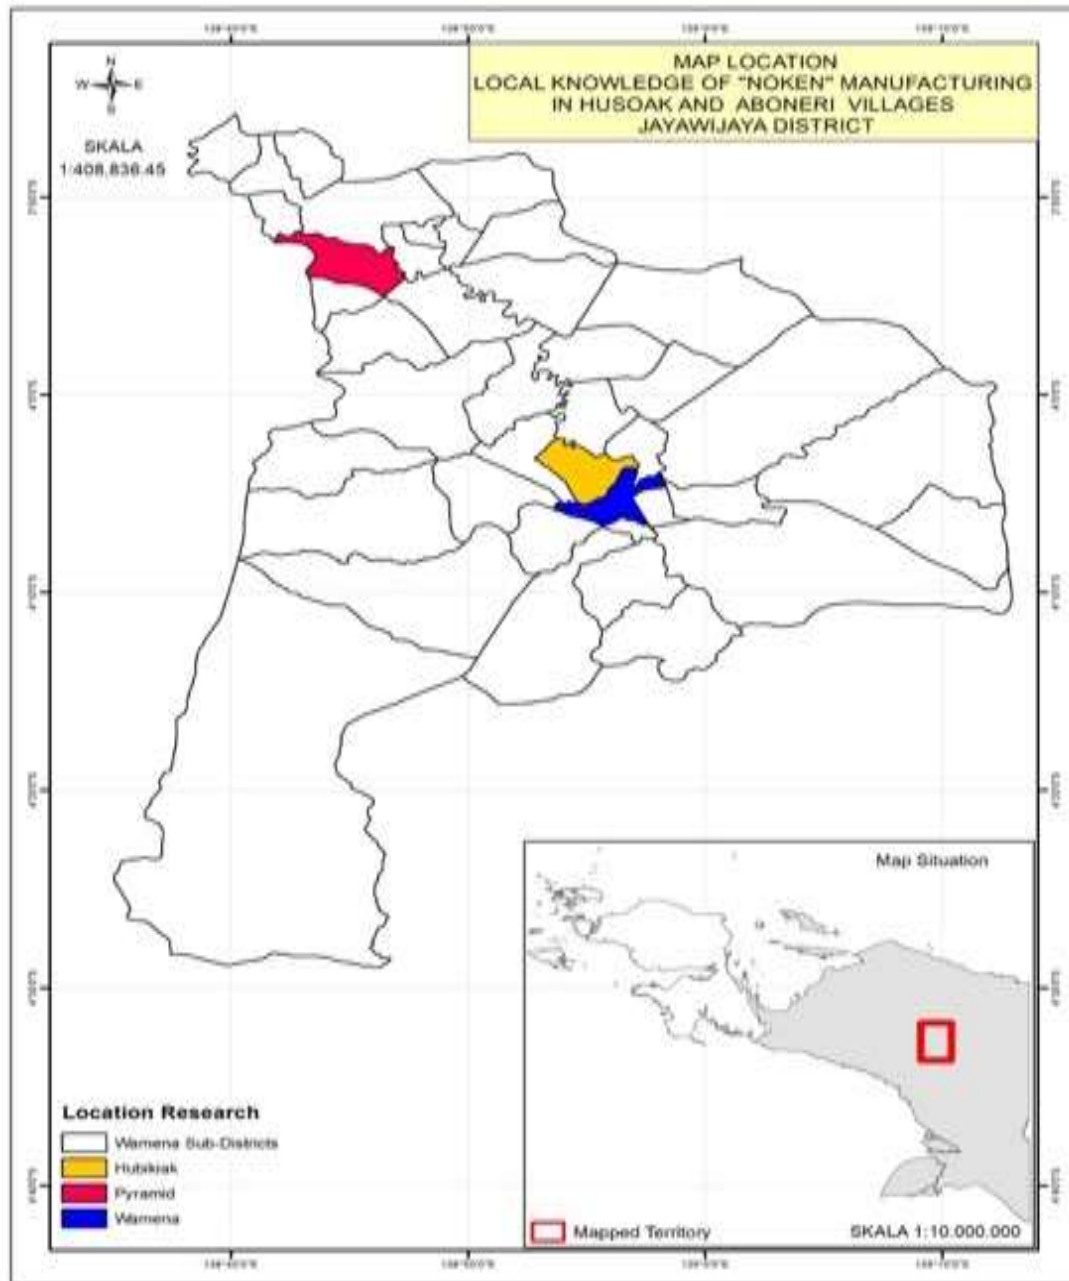 MAP LOCATION
LOCAL KNOWLEDGE OF "NOKEN" MANUFACTURING
IN HUSOAK AND ABONERI VILLAGES
JAYAWIJAYA DISTRICT
N
W E
S
SKALA
1:408,836.45
Map Situation
Location Research
Wamena Sub-Districts
Hubikiak
Pyramid
Wamena
Mapped Territory
SKALA 1:10.000.000